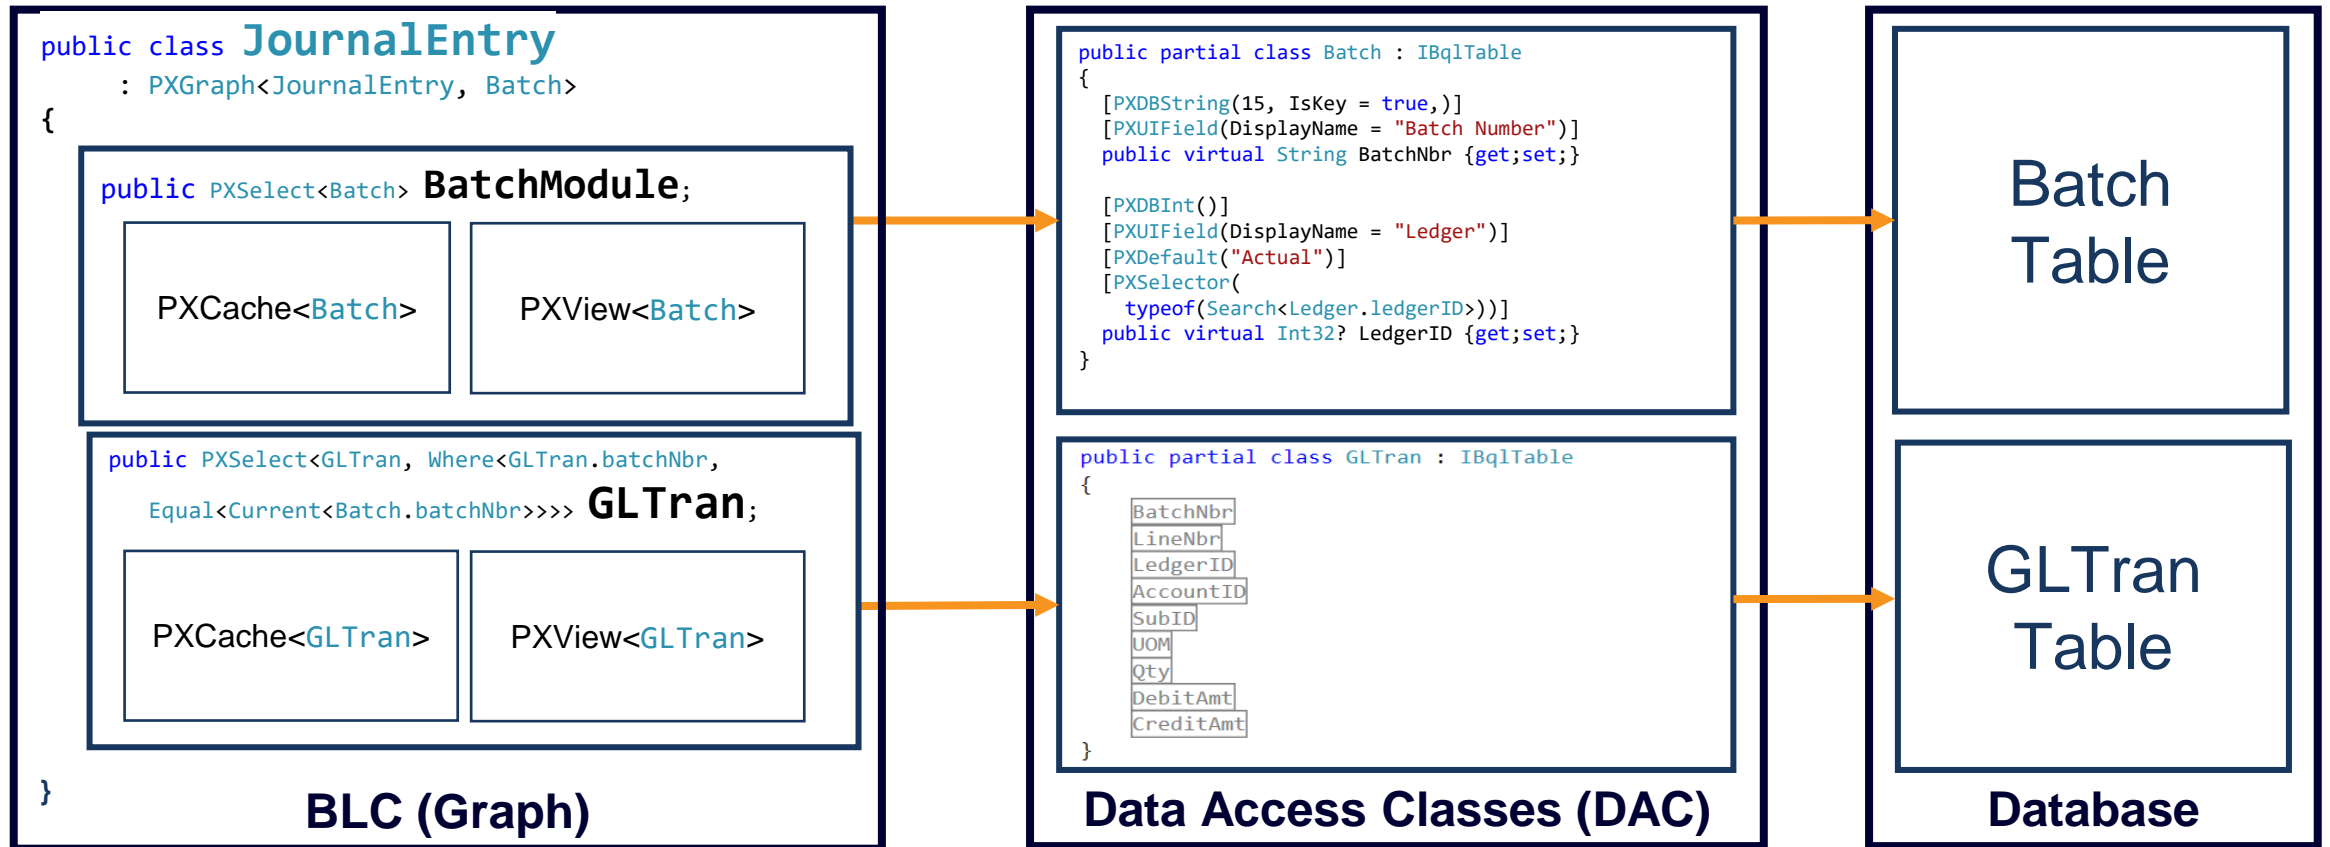 public class JournalEntry
: PXGraph<JournalEntry, Batch>
{
public PXSelect<Batch> BatchModule;
PXCache<Batch>
PXView<Batch>
public PXSelect<GLTran, Where<GLTran.batchNbr,
Equal<Current<Batch.batchNbr>>>> GLTran;
PXCache<GLTran>
PXView<GLTran>
}
BLC (Graph)
public partial class Batch : IBqlTable
{
[PXDBString(15, IsKey = true,)]
[PXUIField(DisplayName = "Batch Number")]
public virtual String BatchNbr {get;set;}
[PXDBInt()]
[PXUIField(DisplayName = "Ledger")]
[PXDefault("Actual")]
[PXSelector(
typeof(Search<Ledger.ledgerID>))]
public virtual Int32? LedgerID {get;set;}
}
public partial class GLTran : IBqlTable
{
BatchNbr
LineNbr
LedgerID
AccountID
SubID
UOM
Qty
DebitAmt
CreditAmt
}
Data Access Classes (DAC)
Batch
Table
GLTran
Table
Database